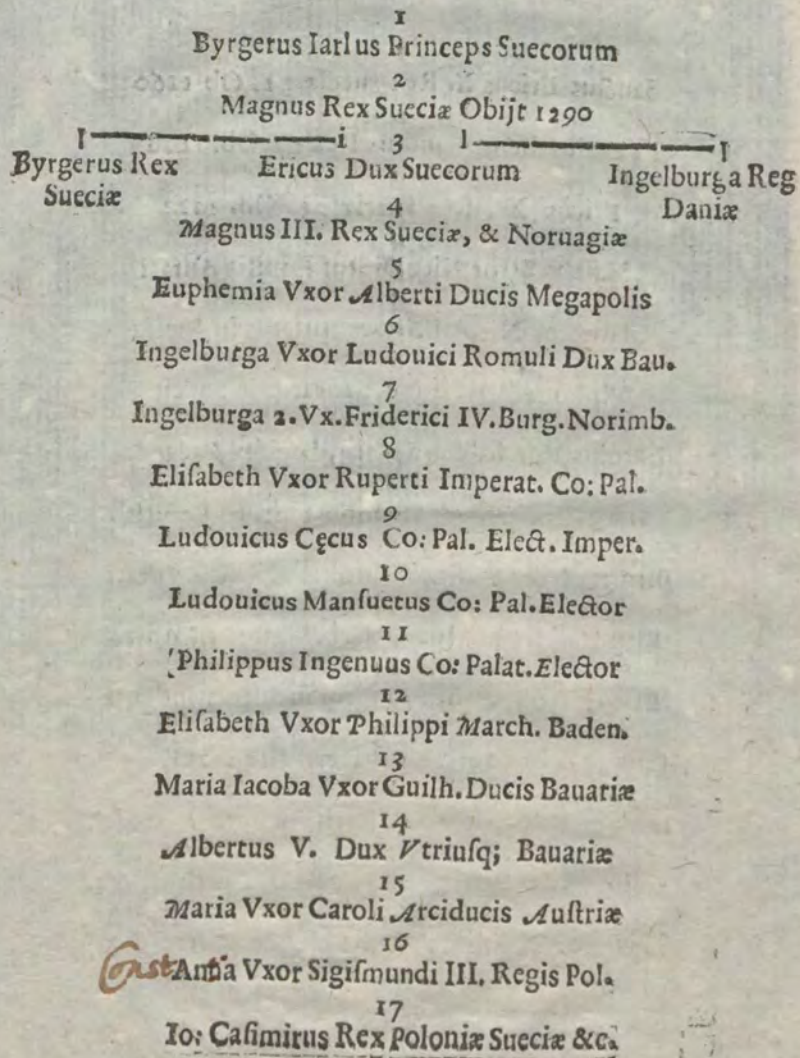 1
Byrgerus Iarlus Princeps Suecorum
2
Magnus Rex Sueciæ Obijt 1290
3
Byrgerus Rex Sueciæ
Ericus Dux Suecorum
Ingelburga Reg Daniæ
4
Magnus III. Rex Sueciæ, & Noruagiæ
5
Euphemia Vxor Alberti Ducis Megapolis
6
Ingelburga Vxor Ludouici Romuli Dux Bau.
7
Ingelburga 2. Vx. Friderici IV. Burg. Norimb.
8
Eliſabeth Vxor Ruperti Imperat. Co: Pal.
9
Ludouicus Cęcus Co: Pal. Elect. Imper.
10
Ludouicus Manſuetus Co: Pal. Elector
11
Philippus Ingenuus Co: Palat. Elector
12
Eliſabeth Vxor Philippi March. Baden.
13
Maria Iacoba Vxor Guilh. Ducis Bauariæ
14
Albertus V. Dux Vtriuſq; Bauariæ
15
Maria Vxor Caroli Arciducis Auſtriæ
16
Const Antia Vxor Sigiſmundi III. Regis Pol.
17
Io: Caſimirus Rex Poloniæ Sueciæ &c.